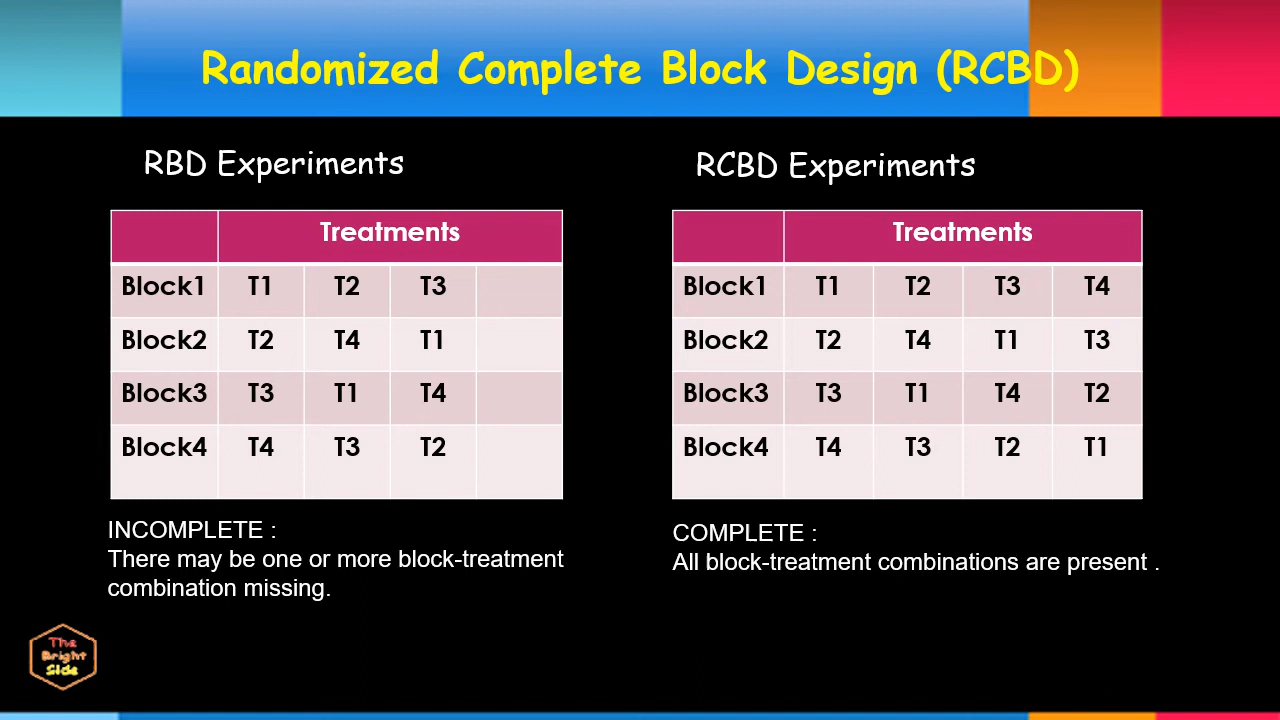 Randomized Complete Block Design (RCBD)
RBD Experiments
Treatments
Block1 T1 T2 T3
Block2 T2 T4 T1
Block3 T3 T1 T4
Block4 T4 T3 T2
INCOMPLETE :
There may be one or more block-treatment
combination missing.
RCBD Experiments
Treatments
Block1 T1 T2 T3 T4
Block2 T2 T4 T1 T3
Block3 T3 T1 T4 T2
Block4 T4 T3 T2 T1
COMPLETE :
All block-treatment combinations are present .
The
Bright
Side